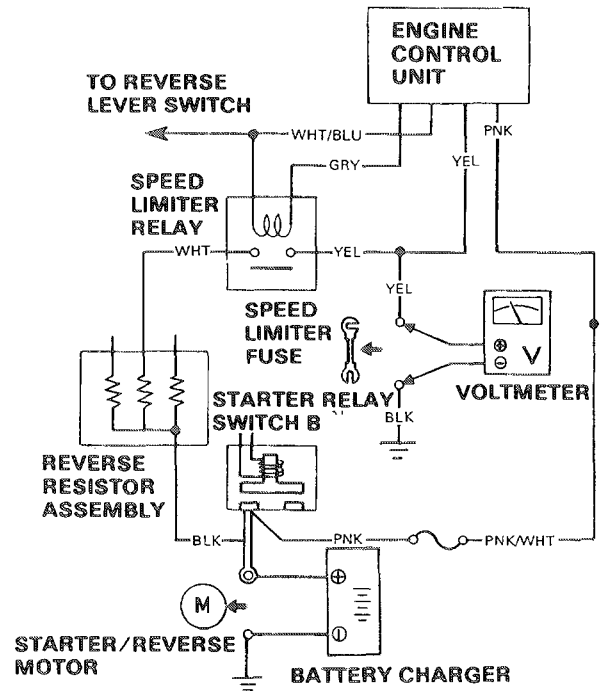 ENGINE
CONTROL
UNIT
TO REVERSE
LEVER SWITCH
WHT/BLU
PNK
GRY
YEL
SPEED
LIMITER
RELAY
WHT
YEL
YEL
SPEED
LIMITER
FUSE
V
VOLTMETER
STARTER RELAY
SWITCH B
BLK
REVERSE
RESISTOR
ASSEMBLY
BLK
PNK
PNK/WHT
M
STARTER/REVERSE
MOTOR
BATTERY CHARGER